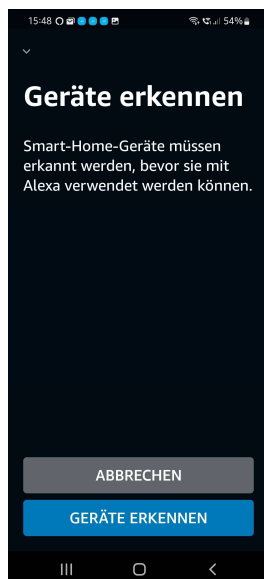 15:48 54%
Geräte erkennen
Smart-Home-Geräte müssen
erkannt werden, bevor sie mit
Alexa verwendet werden können.
ABBRECHEN
GERÄTE ERKENNEN